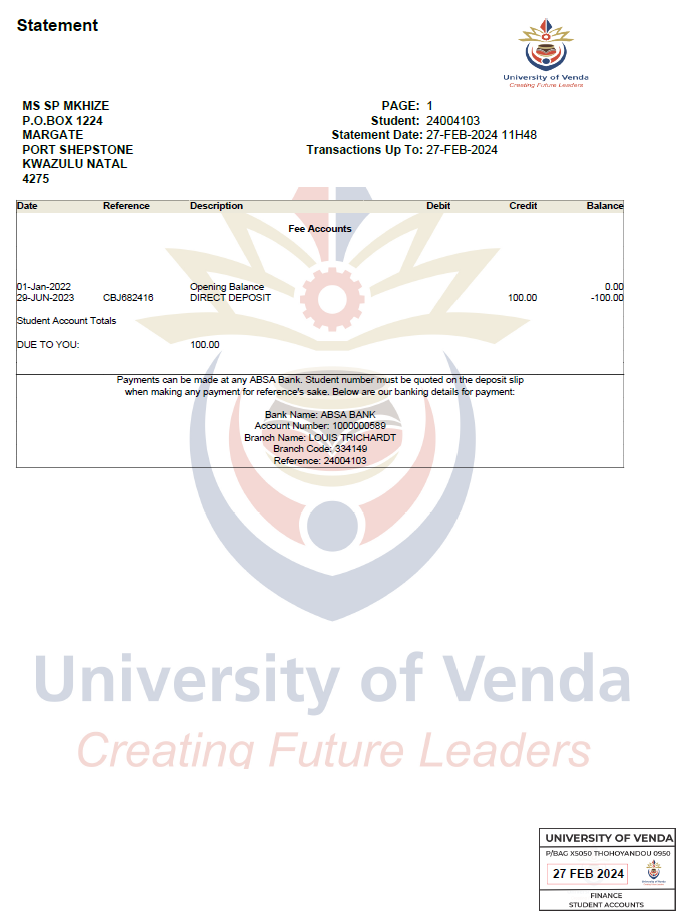 Statement
University of Venda
Creating Future Leaders
MS SP MKHIZE
P.O.BOX 1224
MARGATE
PORT SHEPSTONE
KWAZULU NATAL
4275
PAGE: 1
Student: 24004103
Statement Date: 27-FEB-2024 11H48
Transactions Up To: 27-FEB-2024
Date Reference Description Debit Credit Balance
Fee Accounts
01-Jan-2022 Opening Balance 0.00
29-JUN-2023 CBJ682416 DIRECT DEPOSIT 100.00 -100.00
Student Account Totals
DUE TO YOU: 100.00
Payments can be made at any ABSA Bank. Student number must be quoted on the deposit slip
when making any payment for reference's sake. Below are our banking details for payment:
Bank Name: ABSA BANK
Account Number: 1000000589
Branch Name: LOUIS TRICHARDT
Branch Code: 334149
Reference: 24004103
University of Venda
Creating Future Leaders
UNIVERSITY OF VENDA
P/BAG X5050 THOHOYANDOU 0950
27 FEB 2024
FINANCE
STUDENT ACCOUNTS